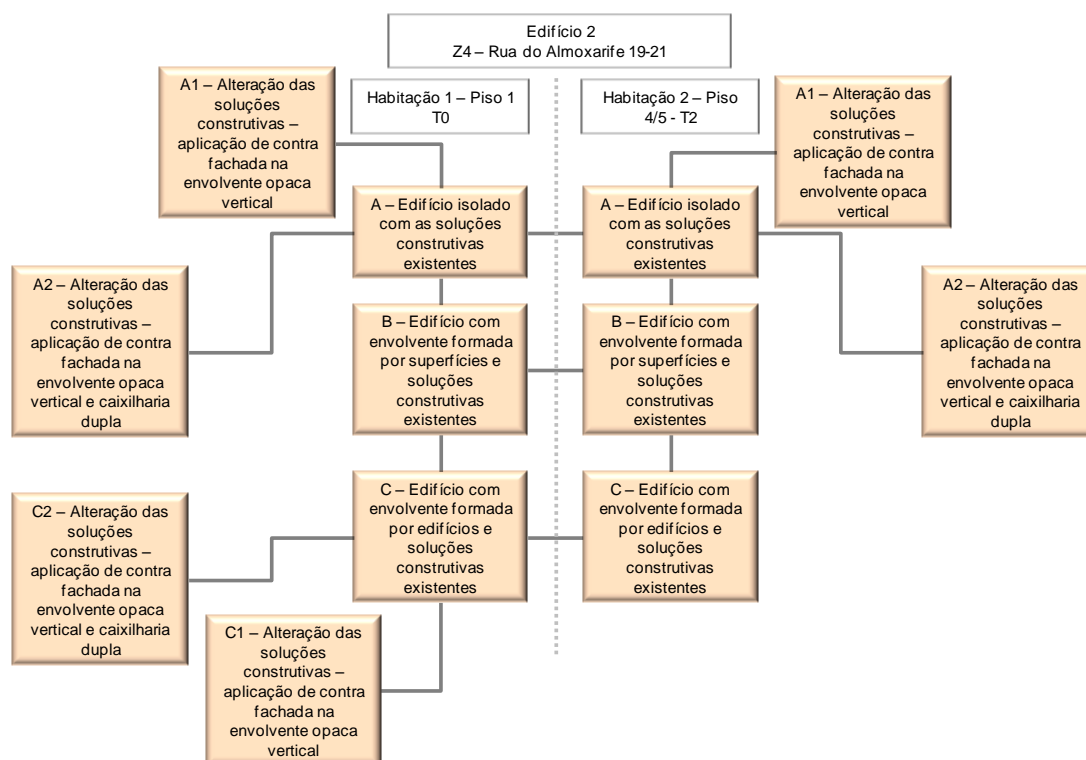 Edifício 2
Z4 – Rua do Almoxarife 19-21
Habitação 1 – Piso 1
T0
Habitação 2 – Piso
4/5 - T2
A1 – Alteração das
soluções
construtivas –
aplicação de contra
fachada na
envolvente opaca
vertical
A1 – Alteração das
soluções
construtivas –
aplicação de contra
fachada na
envolvente opaca
vertical
A – Edifício isolado
com as soluções
construtivas
existentes
A – Edifício isolado
com as soluções
construtivas
existentes
A2 – Alteração das
soluções
construtivas –
aplicação de contra
fachada na
envolvente opaca
vertical e caixilharia
dupla
A2 – Alteração das
soluções
construtivas –
aplicação de contra
fachada na
envolvente opaca
vertical e caixilharia
dupla
B – Edifício com
envolvente formada
por superfícies e
soluções
construtivas
existentes
B – Edifício com
envolvente formada
por superfícies e
soluções
construtivas
existentes
C – Edifício com
envolvente formada
por edifícios e
soluções
construtivas
existentes
C – Edifício com
envolvente formada
por edifícios e
soluções
construtivas
existentes
C2 – Alteração das
soluções
construtivas –
aplicação de contra
fachada na
envolvente opaca
vertical e caixilharia
dupla
C1 – Alteração das
soluções
construtivas –
aplicação de contra
fachada na
envolvente opaca
vertical